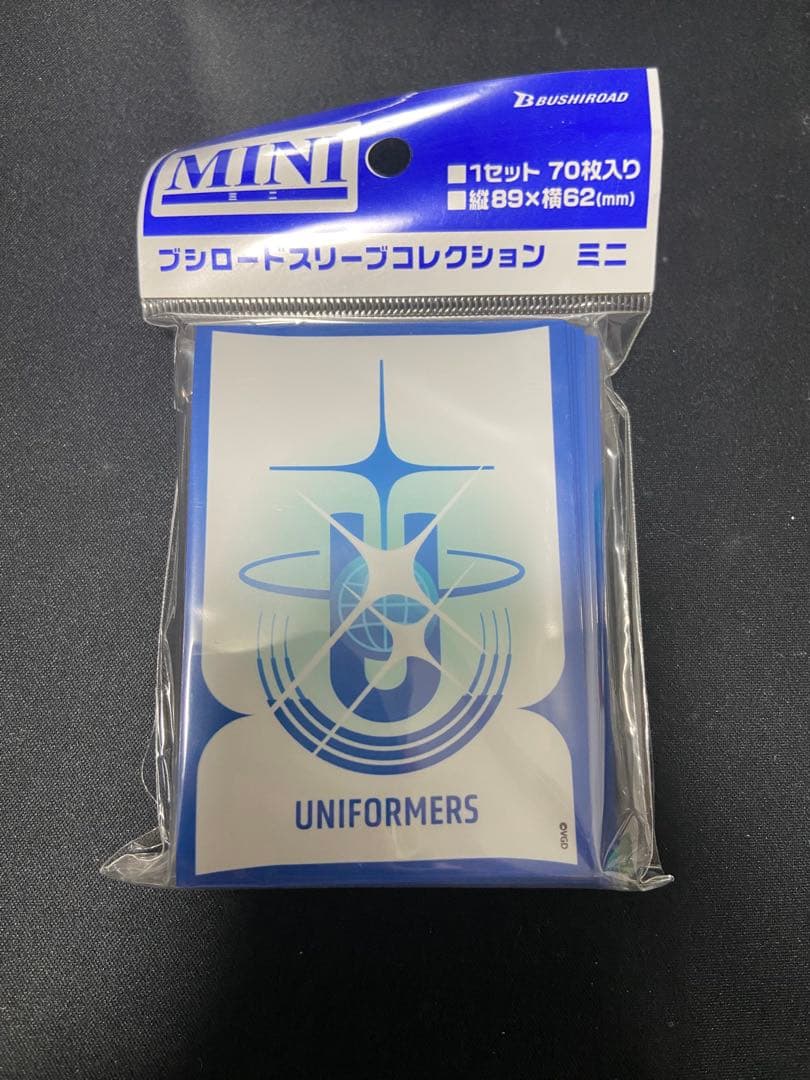 BUSHIROAD
MINI
ミニ
■1セット 70枚入り
■縦89×横62(mm)
ブシロードスリーブコレクション ミニ
U
UNIFORMERS
©VGD